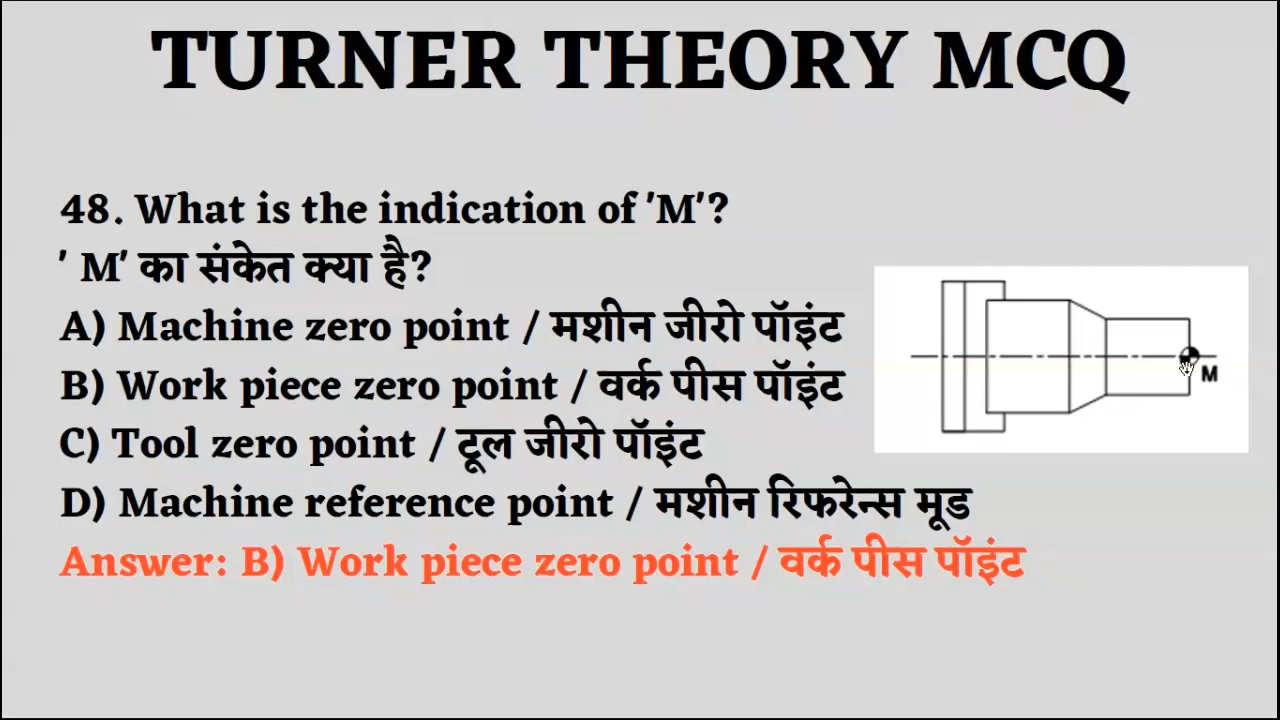 TURNER THEORY MCQ
48. What is the indication of 'M'?
' M' का संकेत क्या है?
A) Machine zero point / मशीन जीरो पॉइंट
B) Work piece zero point / वर्क पीस पॉइंट
C) Tool zero point / टूल जीरो पॉइंट
D) Machine reference point / मशीन रिफरेन्स मूड
Answer: B) Work piece zero point / वर्क पीस पॉइंट
M